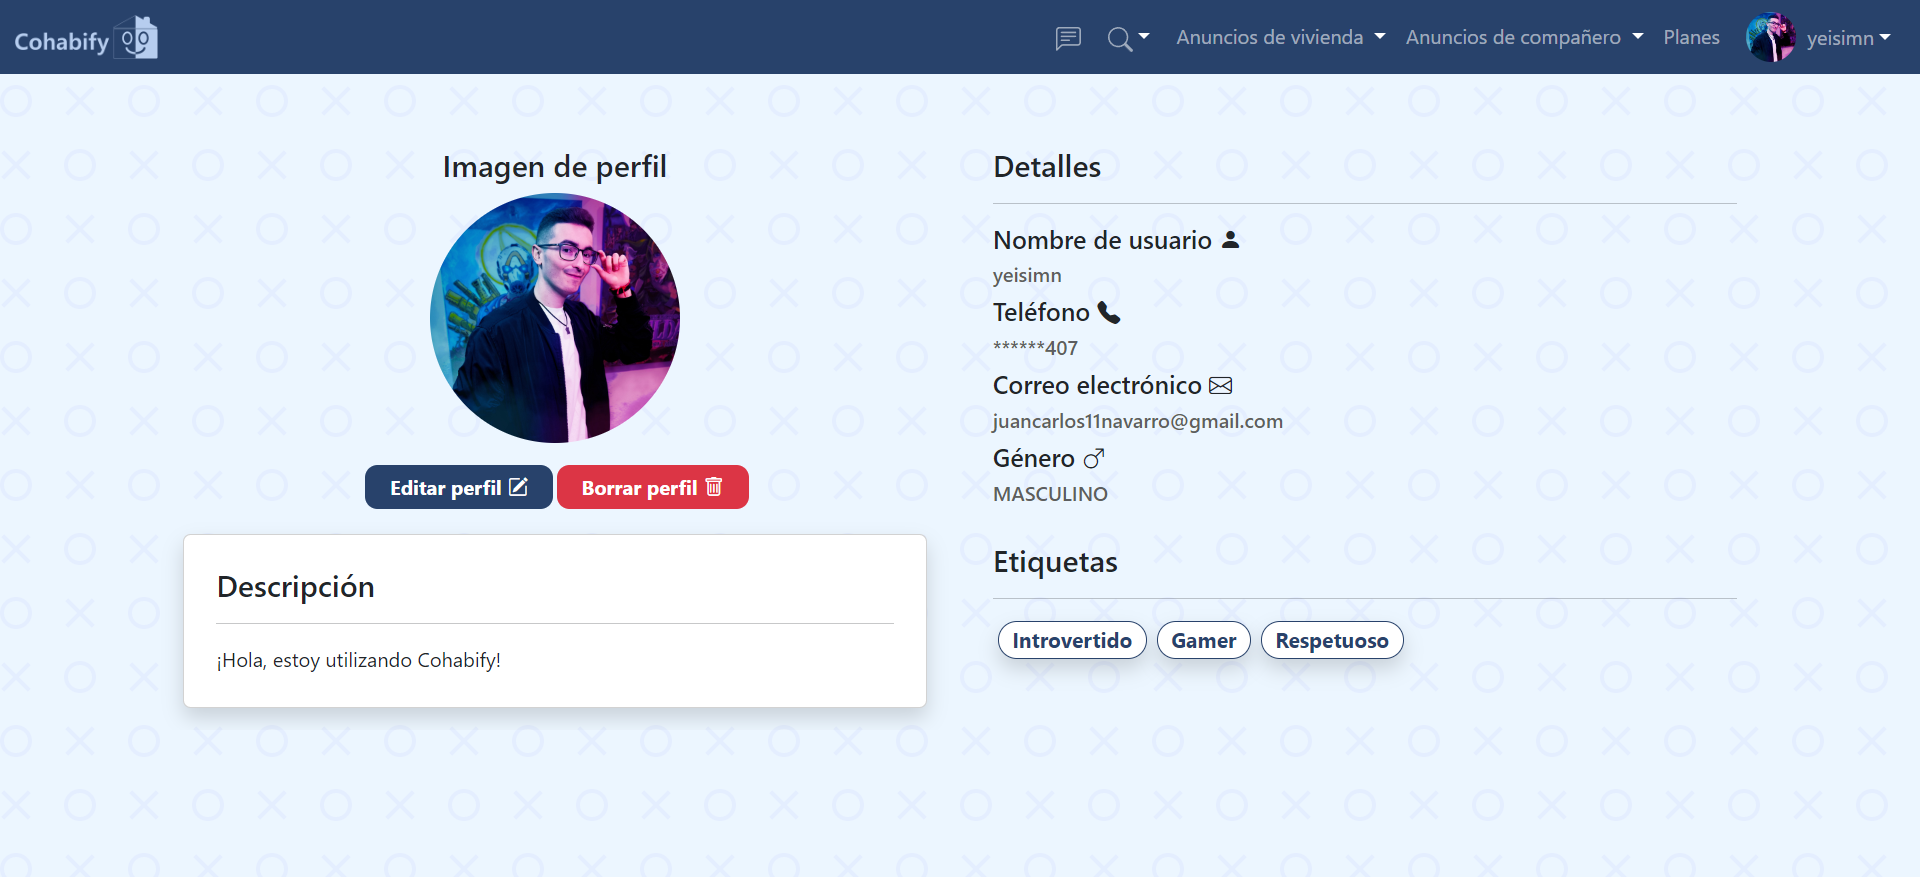 Cohabify
Anuncios de vivienda
Anuncios de compañero
Planes
yeisimn
Imagen de perfil
Editar perfil
Borrar perfil
Descripción
¡Hola, estoy utilizando Cohabify!
Detalles
Nombre de usuario
yeisimn
Teléfono
******407
Correo electrónico
juancarlos11navarro@gmail.com
Género
MASCULINO
Etiquetas
Introvertido
Gamer
Respetuoso